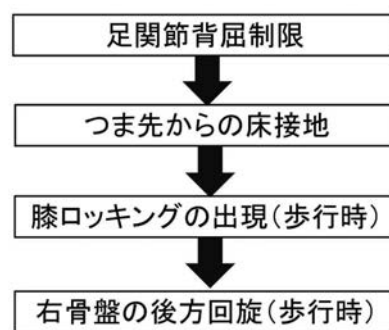 足関節背屈制限
つま先からの床接地
膝ロッキングの出現(歩行時)
右骨盤の後方回旋(歩行時)